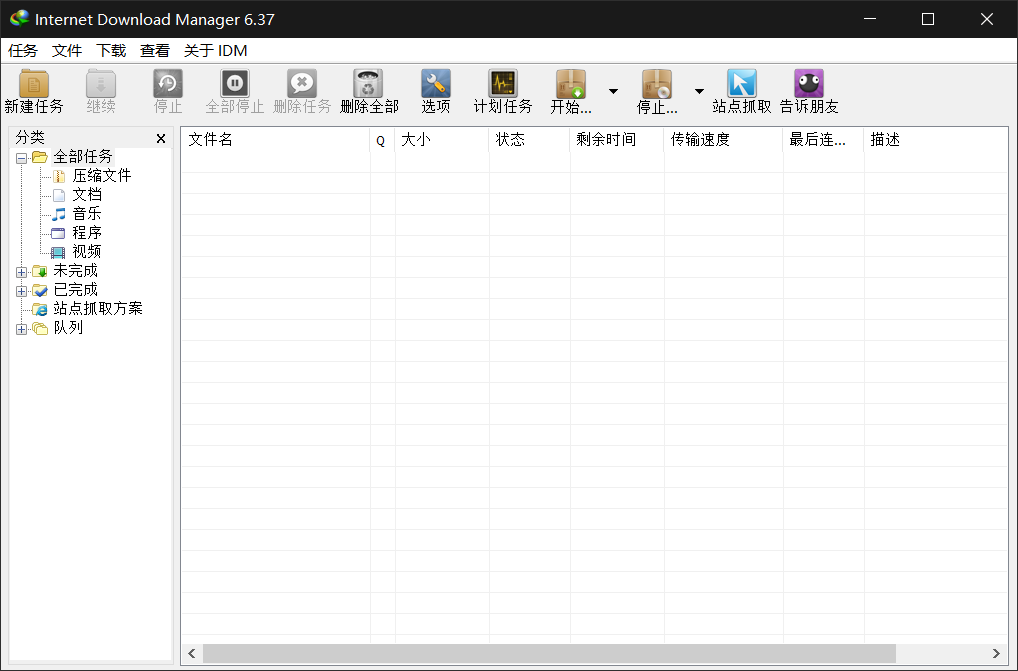 Internet Download Manager 6.37
任务 文件 下载 查看 关于 IDM
新建任务 继续 停止 全部停止 删除任务 删除全部 选项 计划任务 开始... 停止... 站点抓取 告诉朋友
分类
文件名 Q 大小 状态 剩余时间 传输速度 最后连... 描述
全部任务
压缩文件
文档
音乐
程序
视频
未完成
已完成
站点抓取方案
队列